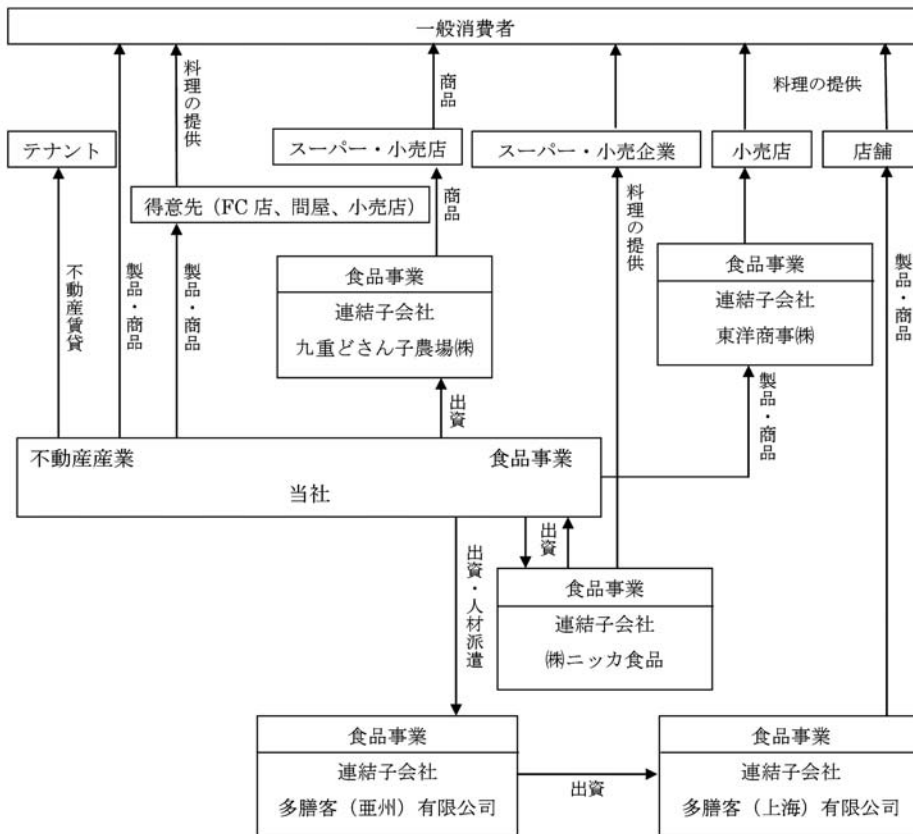 一般消費者
料理の提供
商品
料理の提供
テナント
スーパー・小売店
スーパー・小売企業
小売店
店舗
得意先（FC 店、問屋、小売店）
商品
料理の提供
不動産賃貸
製品・商品
製品・商品
食品事業
連結子会社
九重どさん子農場㈱
食品事業
連結子会社
東洋商事㈱
製品・商品
出資
製品・商品
不動産産業
食品事業
当社
出資・人材派遣
出資
食品事業
連結子会社
㈱ニッカ食品
食品事業
連結子会社
多膳客（亜州）有限公司
出資
食品事業
連結子会社
多膳客（上海）有限公司